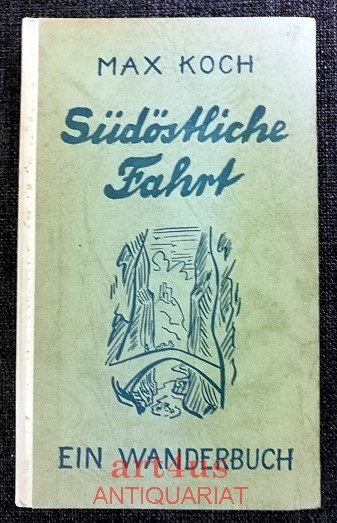 MAX KOCH
Südöstliche
Fahrt
EIN WANDERBUCH
art4us
ANTIQUARIAT